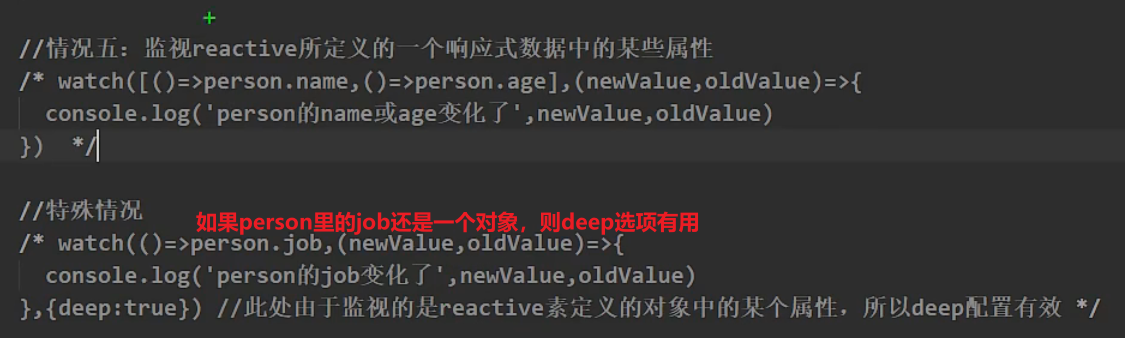 +
//情况五：监视reactive所定义的一个响应式数据中的某些属性
/* watch([()=>person.name,()=>person.age],(newValue,oldValue)=>{
console.log('person的name或age变化了',newValue,oldValue)
})  */
//特殊情况
如果person里的job还是一个对象，则deep选项有用
/* watch(()=>person.job,(newValue,oldValue)=>{
console.log('person的job变化了',newValue,oldValue)
},{deep:true}) //此处由于监视的是reactive素定义的对象中的某个属性，所以deep配置有效 */